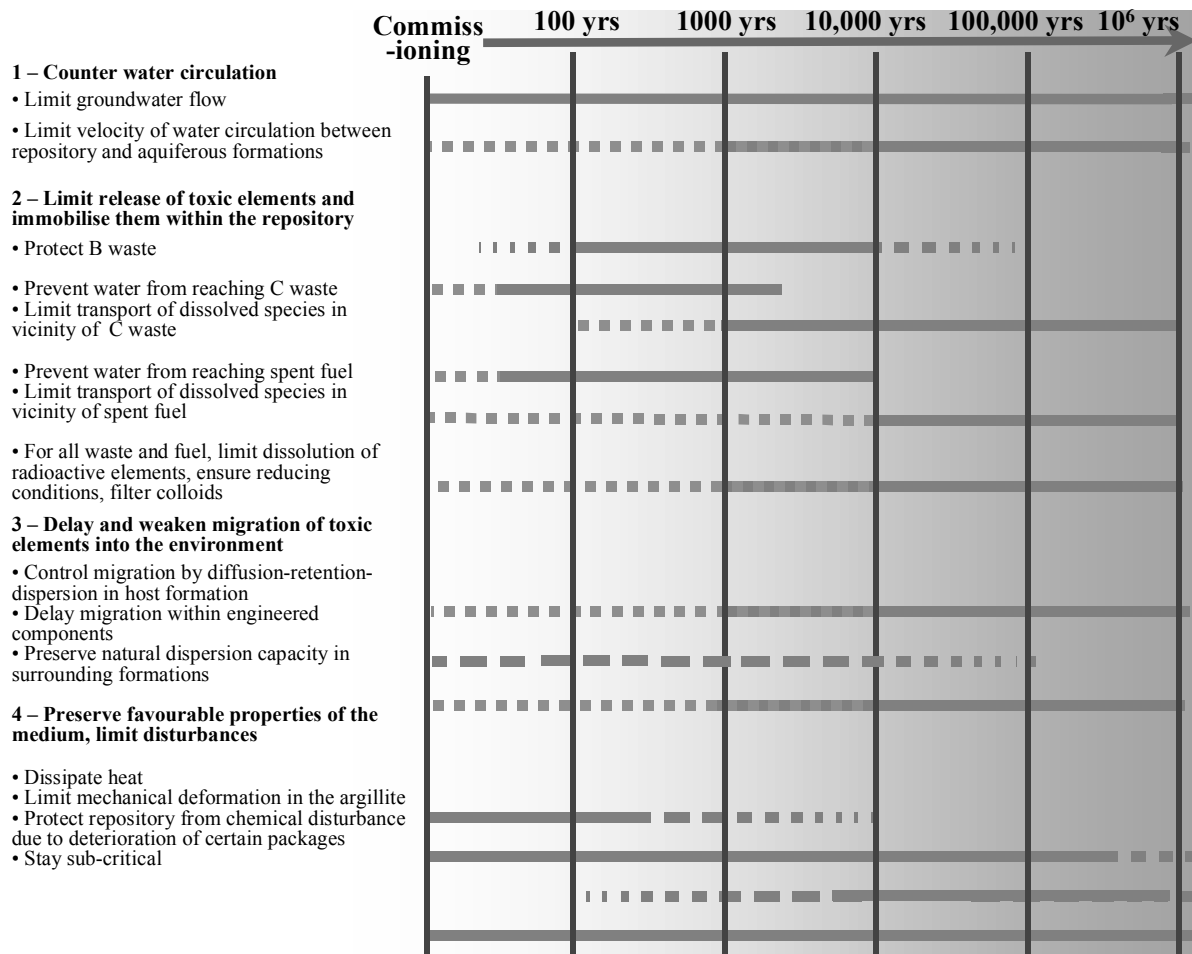 Commiss
-ioning
100 yrs
1000 yrs
10,000 yrs
100,000 yrs
10⁶ yrs
1 – Counter water circulation
• Limit groundwater flow
• Limit velocity of water circulation between
repository and aquiferous formations
2 – Limit release of toxic elements and
immobilise them within the repository
• Protect B waste
• Prevent water from reaching C waste
• Limit transport of dissolved species in
vicinity of C waste
• Prevent water from reaching spent fuel
• Limit transport of dissolved species in
vicinity of spent fuel
• For all waste and fuel, limit dissolution of
radioactive elements, ensure reducing
conditions, filter colloids
3 – Delay and weaken migration of toxic
elements into the environment
• Control migration by diffusion-retention-
dispersion in host formation
• Delay migration within engineered
components
• Preserve natural dispersion capacity in
surrounding formations
4 – Preserve favourable properties of the
medium, limit disturbances
• Dissipate heat
• Limit mechanical deformation in the argillite
• Protect repository from chemical disturbance
due to deterioration of certain packages
• Stay sub-critical